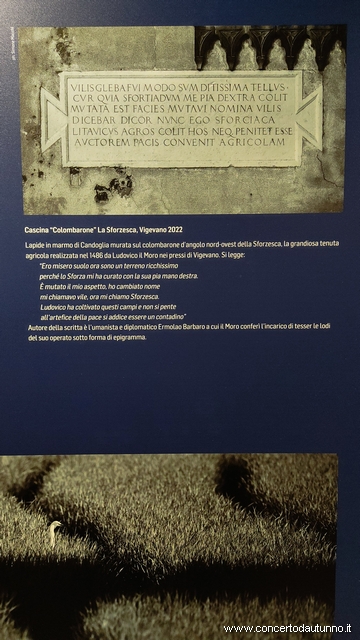 VILIS GLEBA FVI MODO SVM DITISSIMA TELLVS·
CVR QVIA SFORTIADVM ME PIA DEXTRA COLIT
MVTATA EST FACIES MVTAVI NOMINA VILIS
DICEBAR DICOR NVNC EGO SFORCIACA
LITAVICVS AGROS COLIT HOS NEQ PENITET ESSE
AVCTOREM PACIS CONVENIT AGRICOLAM
Cascina "Colombarone" La Sforzesca, Vigevano 2022
Lapide in marmo di Candoglia murata sul colombarone d'angolo nord-ovest della Sforzesca, la grandiosa tenuta
agricola realizzata nel 1486 da Ludovico il Moro nei pressi di Vigevano. Si legge:
"Ero misero suolo ora sono un terreno ricchissimo
perché lo Sforza mi ha curato con la sua pia mano destra.
È mutato il mio aspetto, ho cambiato nome
mi chiamavo vile, ora mi chiamo Sforzesca.
Ludovico ha coltivato questi campi e non si pente
all'artefice della pace si addice essere un contadino"
Autore della scritta è l'umanista e diplomatico Ermolao Barbaro a cui il Moro conferì l'incarico di tesser le lodi
del suo operato sotto forma di epigramma.
www.concertodautunno.it